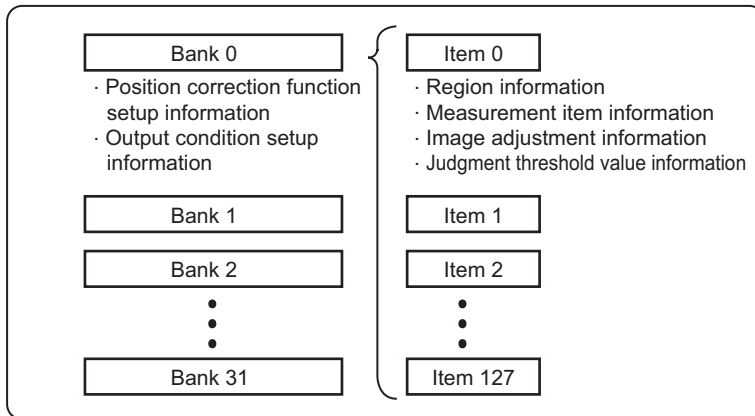 Bank 0
· Position correction function
setup information
· Output condition setup
information
Bank 1
Bank 2
Bank 31
Item 0
· Region information
· Measurement item information
· Image adjustment information
· Judgment threshold value information
Item 1
Item 2
Item 127